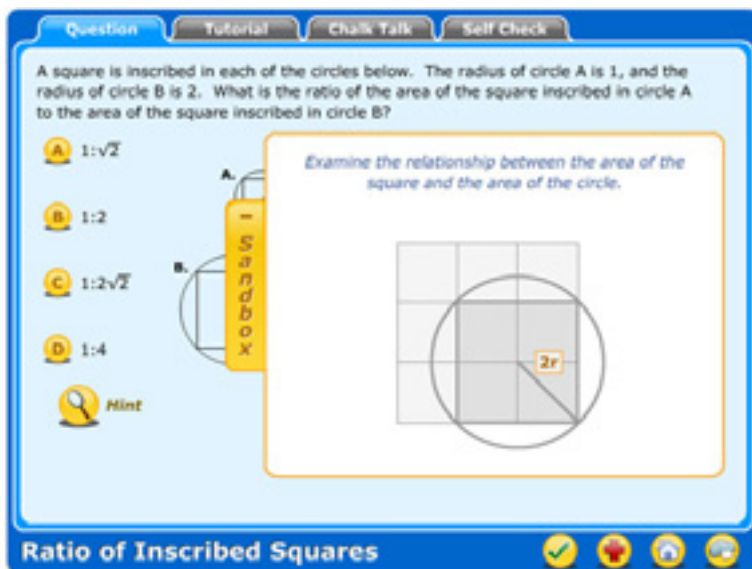 Question
Tutorial
Chalk Talk
Self Check
A square is inscribed in each of the circles below. The radius of circle A is 1, and the
radius of circle B is 2. What is the ratio of the area of the square inscribed in circle A
to the area of the square inscribed in circle B?
A 1:√2
B 1:2
C 1:2√2
D 1:4
Hint
A.
B.
– Sandbox
Examine the relationship between the area of the
square and the area of the circle.
2r
Ratio of Inscribed Squares